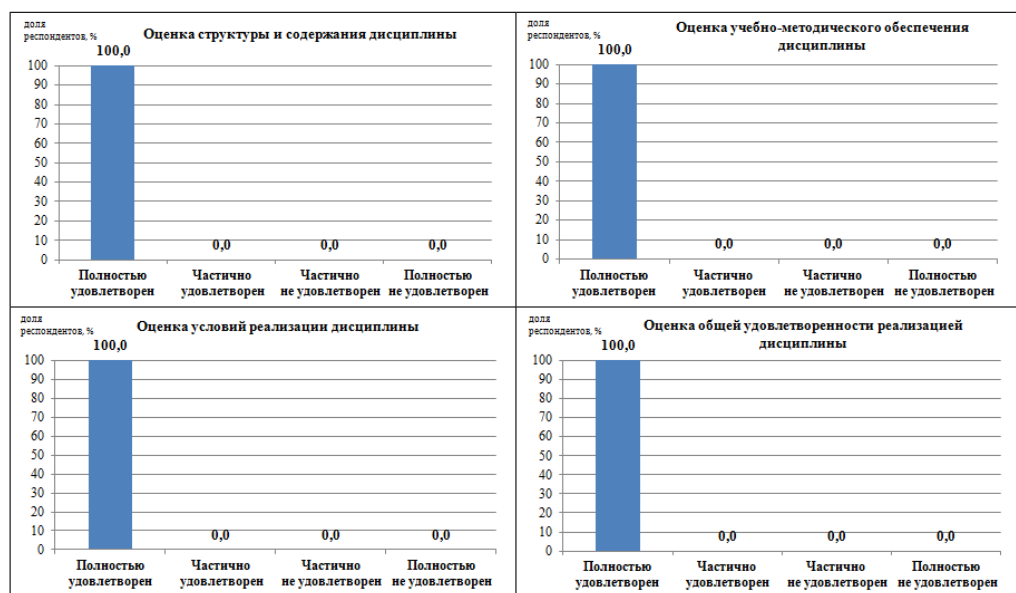 доля
респондентов, %
Оценка структуры и содержания дисциплины
100,0
100
90
80
70
60
50
40
30
20
10
0
0,0 0,0 0,0
Полностью удовлетворен
Частично удовлетворен
Частично не удовлетворен
Полностью не удовлетворен
доля
респондентов, %
Оценка учебно-методического обеспечения
дисциплины
100,0
100
90
80
70
60
50
40
30
20
10
0
0,0 0,0 0,0
Полностью удовлетворен
Частично удовлетворен
Частично не удовлетворен
Полностью не удовлетворен
доля
респондентов, %
Оценка условий реализации дисциплины
100,0
100
90
80
70
60
50
40
30
20
10
0
0,0 0,0 0,0
Полностью удовлетворен
Частично удовлетворен
Частично не удовлетворен
Полностью не удовлетворен
доля
респондентов, %
Оценка общей удовлетворенности реализацией
дисциплины
100,0
100
90
80
70
60
50
40
30
20
10
0
0,0 0,0 0,0
Полностью удовлетворен
Частично удовлетворен
Частично не удовлетворен
Полностью не удовлетворен